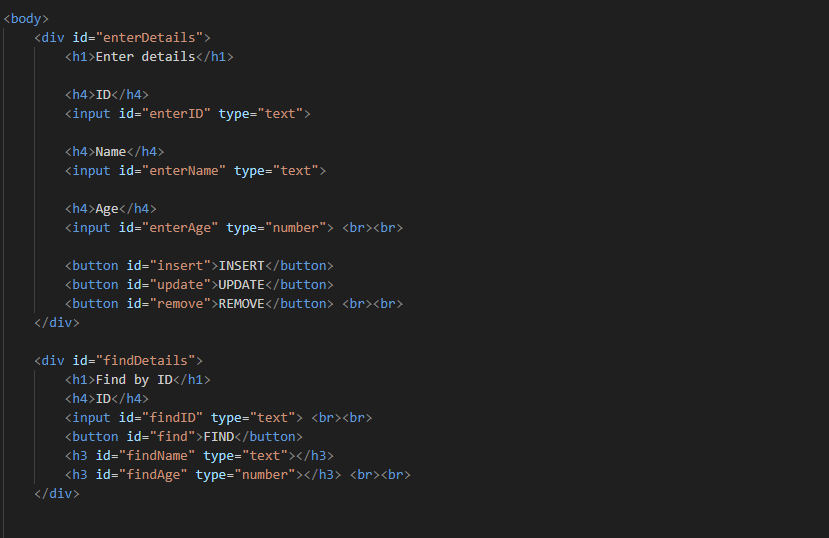 <body>
<div id="enterDetails">
<h1>Enter details</h1>
<h4>ID</h4>
<input id="enterID" type="text">
<h4>Name</h4>
<input id="enterName" type="text">
<h4>Age</h4>
<input id="enterAge" type="number"> <br><br>
<button id="insert">INSERT</button>
<button id="update">UPDATE</button>
<button id="remove">REMOVE</button> <br><br>
</div>
<div id="findDetails">
<h1>Find by ID</h1>
<h4>ID</h4>
<input id="findID" type="text"> <br><br>
<button id="find">FIND</button>
<h3 id="findName" type="text"></h3>
<h3 id="findAge" type="number"></h3> <br><br>
</div>